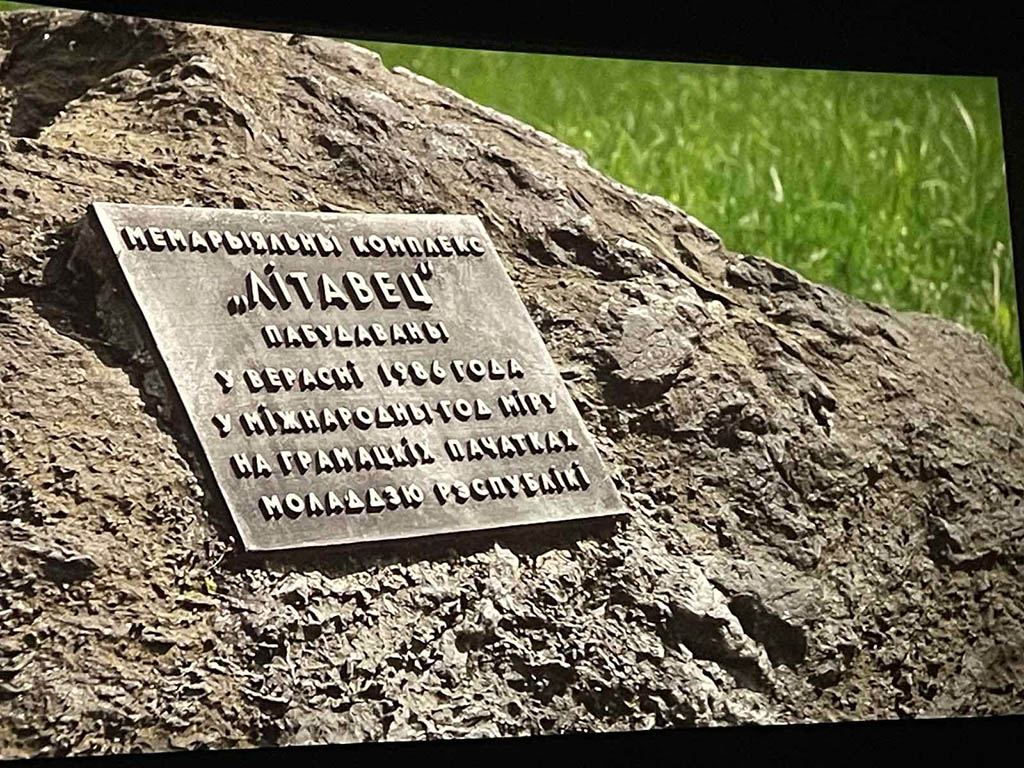 МЕМАРЫЯЛЬНЫ КОМПЛЕКС
„ЛІТАВЕЦ“
ПАБУДАВАНЫ
У ВЕРАСНІ 1986 ГОДА
У МІЖНАРОДНЫ ГОД МІРУ
НА ГРАМАЦКІХ ПАЧАТКАХ
МОЛАДДЗЮ РЭСПУБЛІКІ